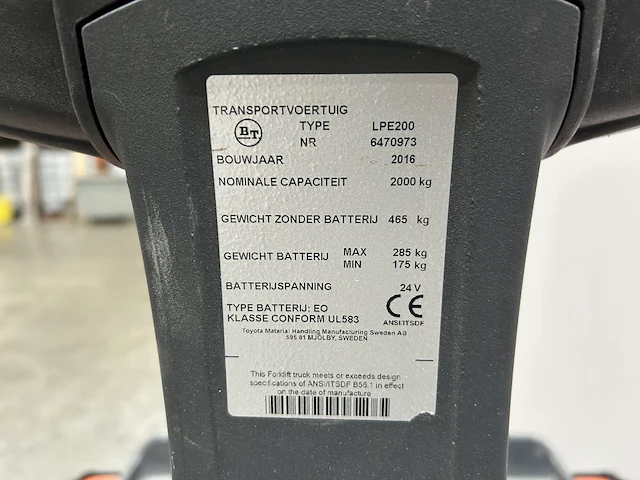 TRANSPORTVOERTUIG
BT TYPE LPE200
NR 6470973
BOUWJAAR 2016
NOMINALE CAPACITEIT 2000 kg
GEWICHT ZONDER BATTERIJ 465 kg
GEWICHT BATTERIJ MAX 285 kg
MIN 175 kg
BATTERIJSPANNING 24 V
TYPE BATTERIJ: EO
KLASSE CONFORM UL583
CE
ANSI/ITSDF
Toyota Material Handling Manufacturing Sweden AB
595 81 MJÖLBY, SWEDEN
This Forklift truck meets or exceeds design
specifications of ANSI/ITSDF B56.1 in effect
on the date of manufacture